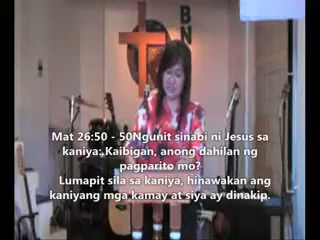 BN
Mat 26:50 - 50Ngunit sinabi ni Jesus sa
kaniya: Kaibigan, anong dahilan ng
pagparito mo?
Lumapit sila sa kaniya, hinawakan ang
kaniyang mga kamay at siya ay dinakip.